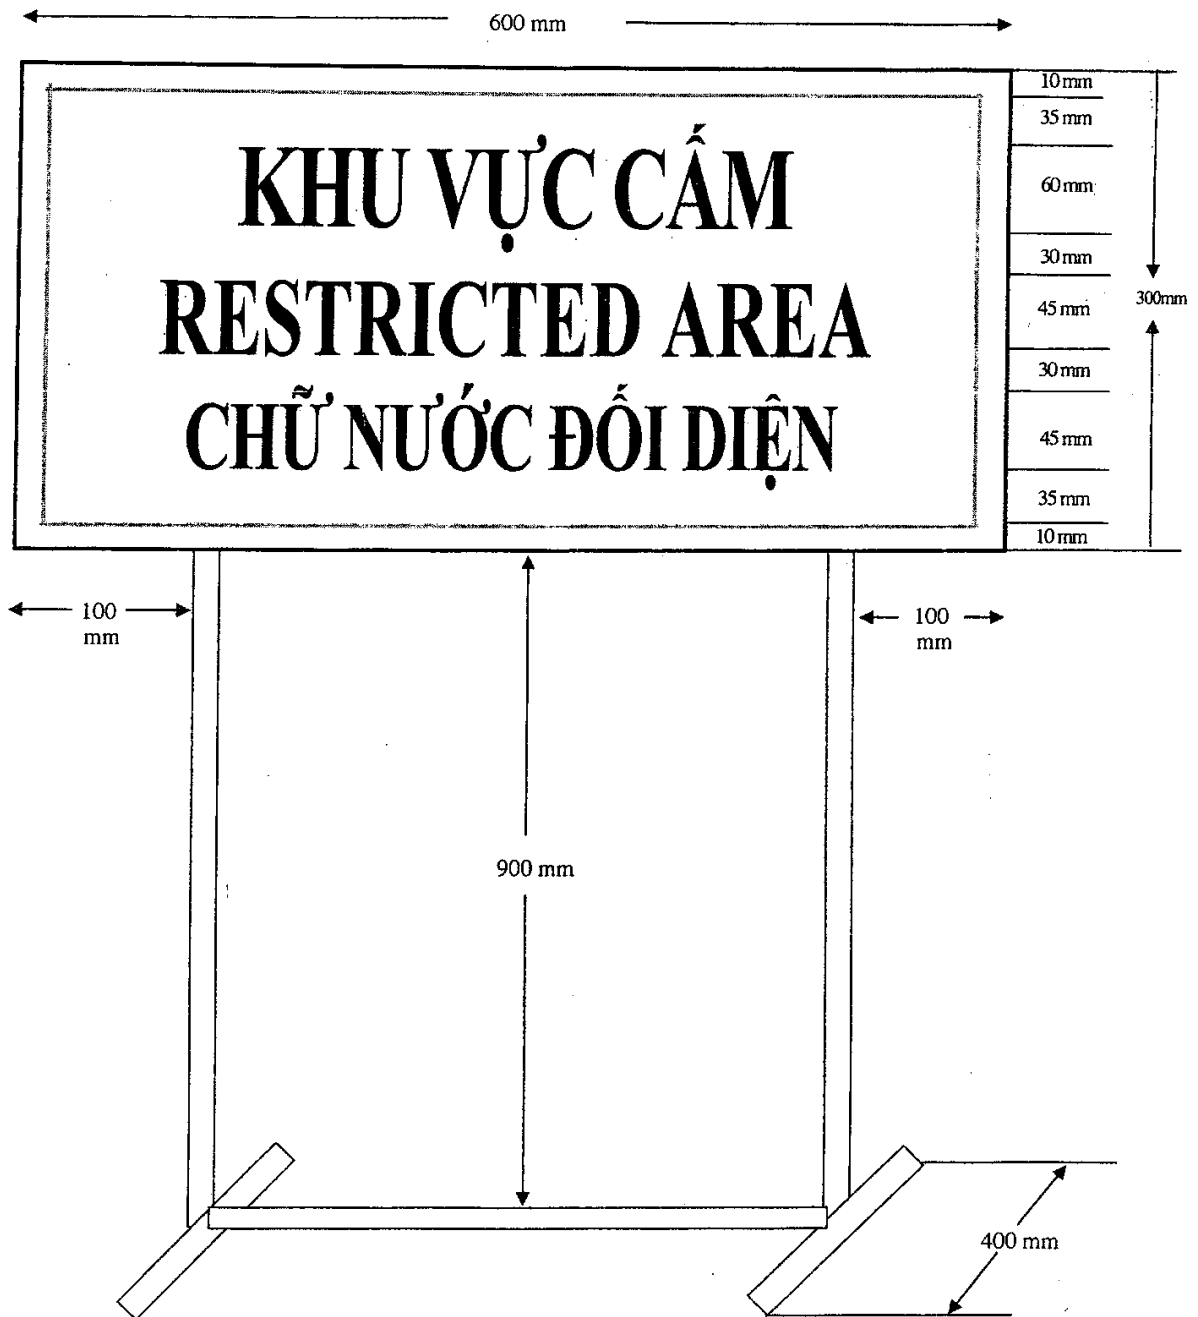 600 mm
10 mm
35 mm
KHU VỰC CẤM
60 mm
30 mm
RESTRICTED AREA
45 mm
300mm
30 mm
CHỮ NƯỚC ĐỐI DIỆN
45 mm
35 mm
10 mm
100
mm
100
mm
900 mm
400 mm